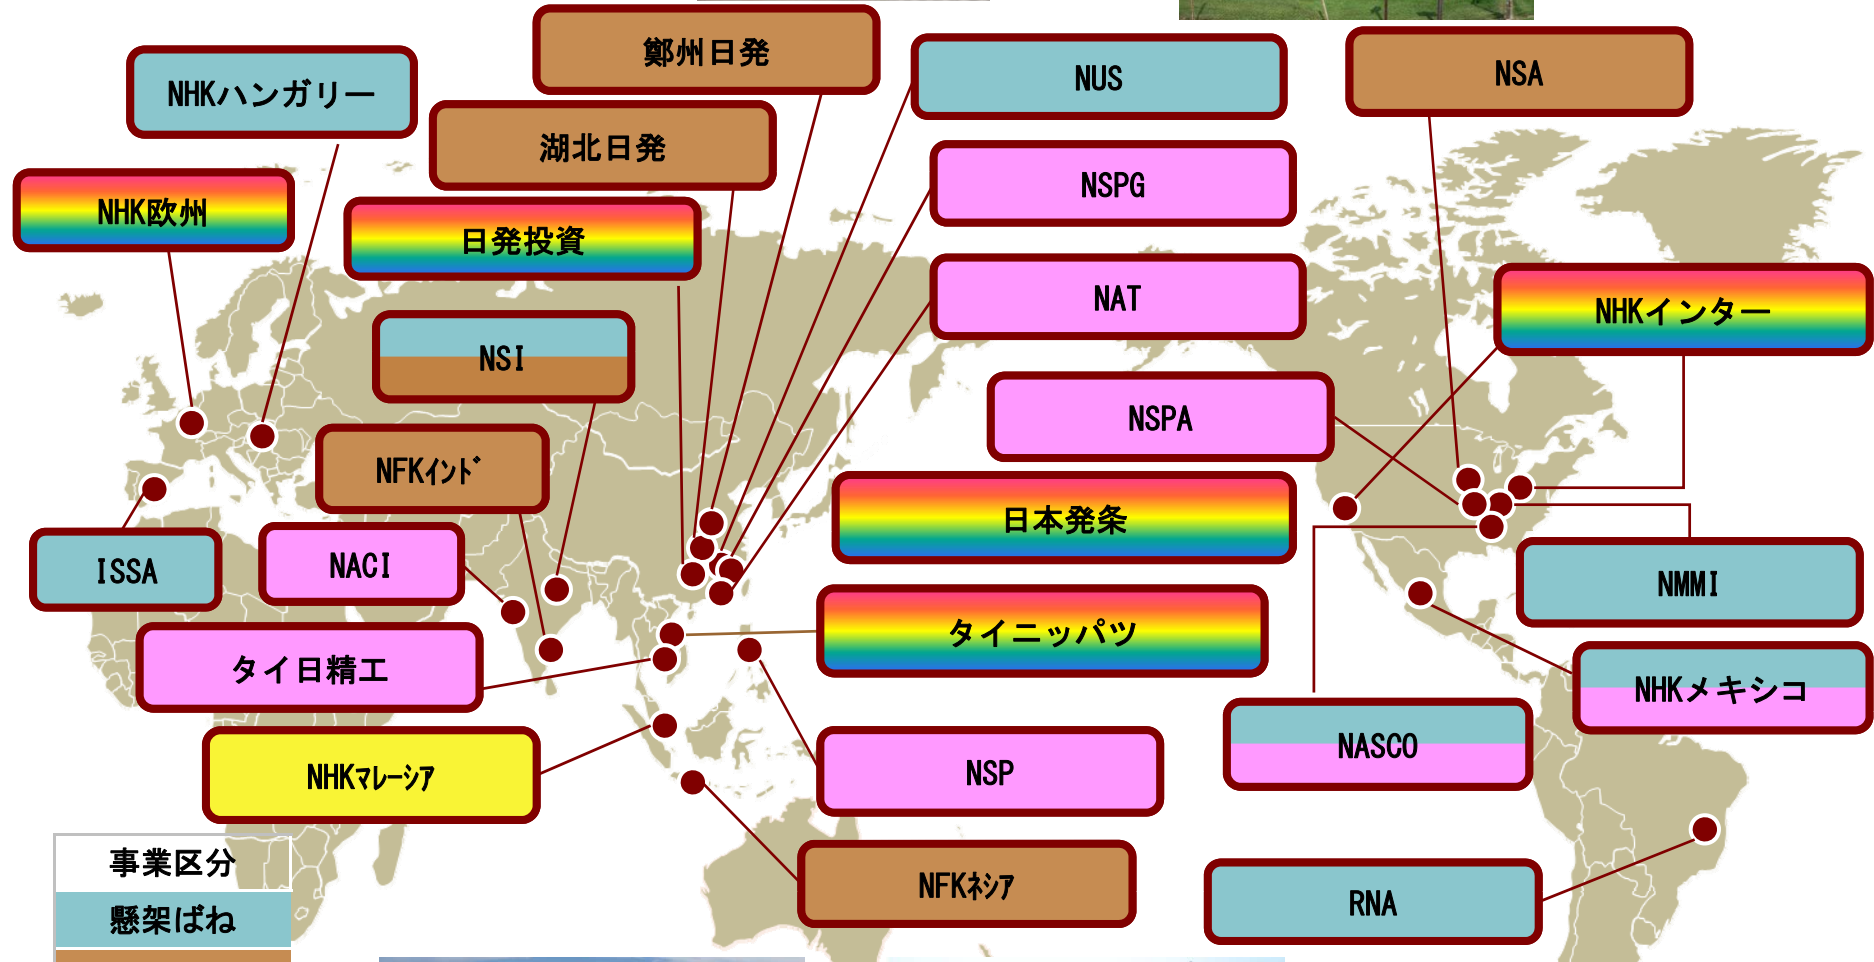 鄭州日発
NHKハンガリー
NUS
NSA
湖北日発
NSPG
NHK欧州
日発投資
NAT
NHKインター
NSI
NSPA
NFKインド
日本発条
ISSA
NACI
NMMI
タイニッパツ
タイ日精工
NHKメキシコ
NASCO
NHKマレーシア
NSP
事業区分
NFKネシア
RNA
懸架ばね